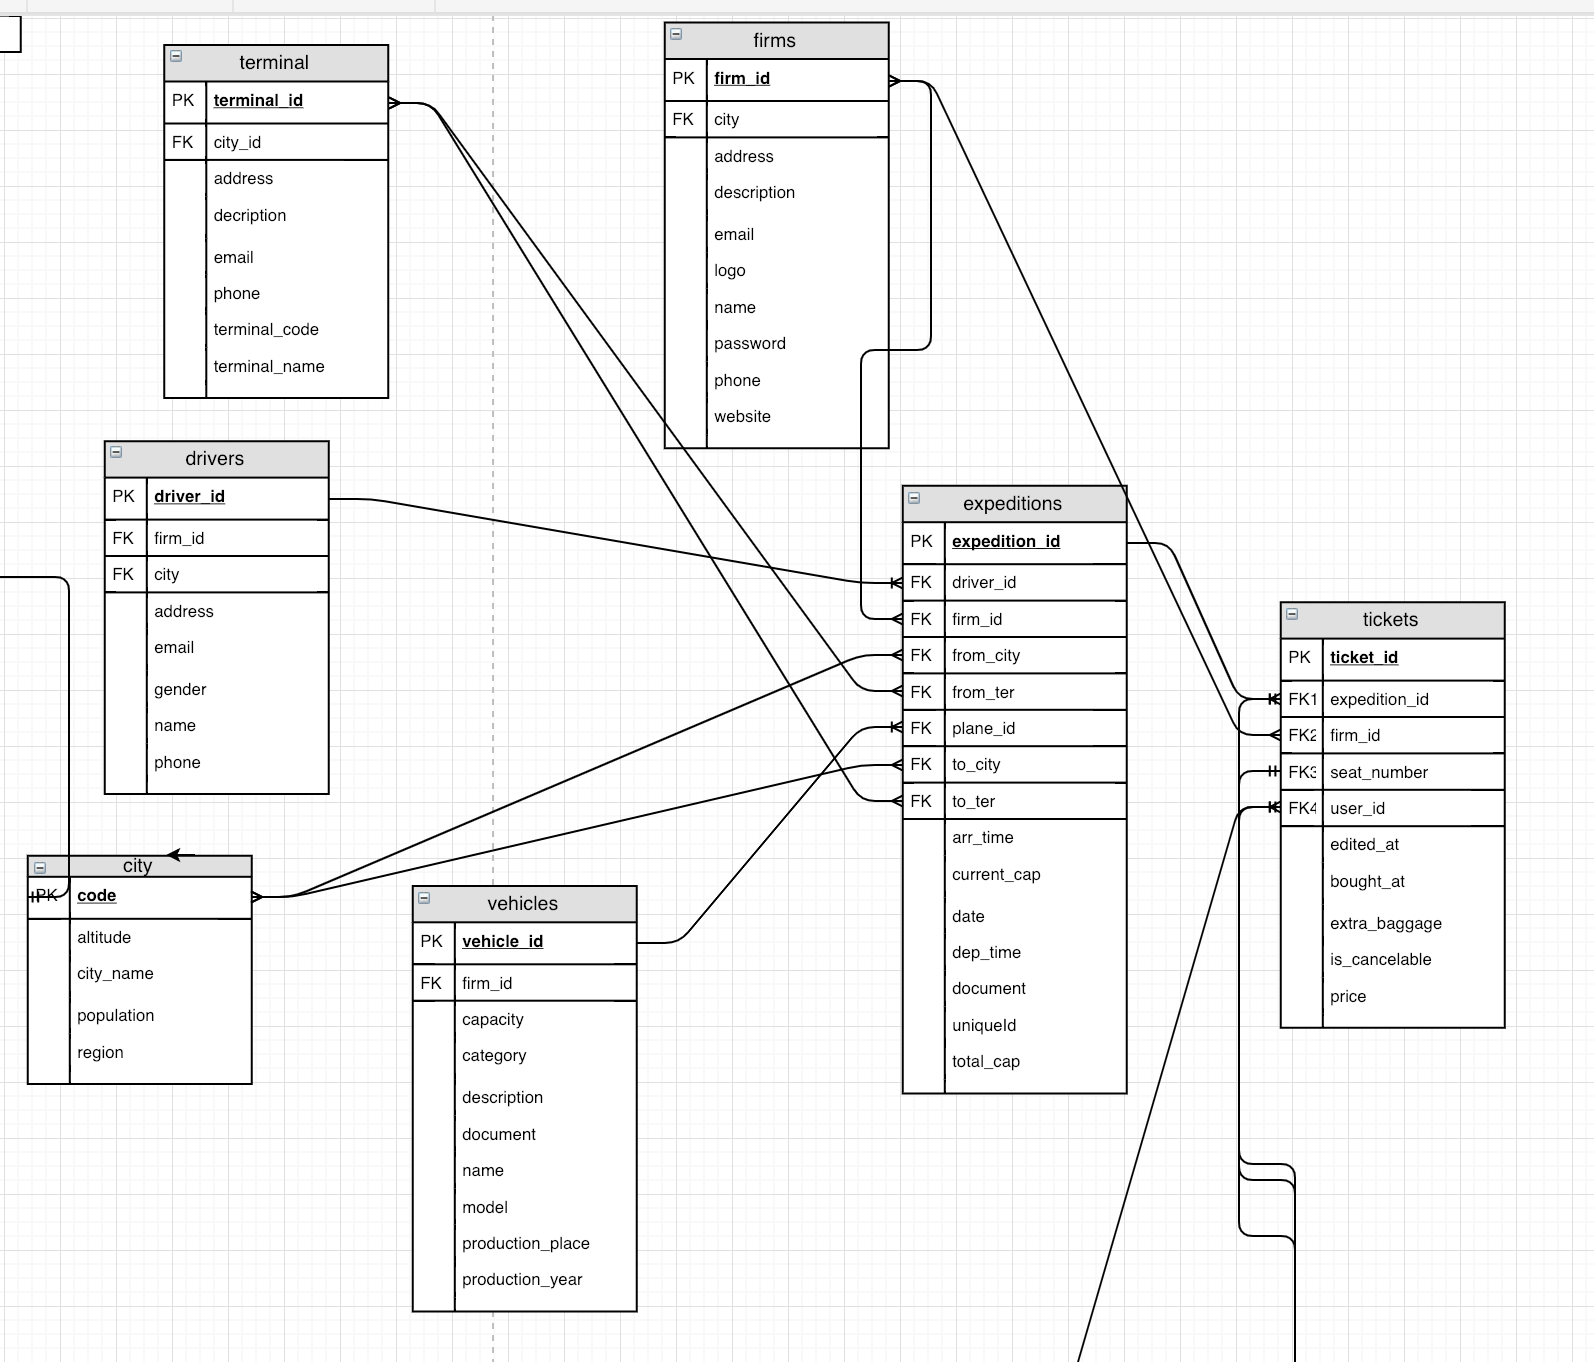 terminal
PK terminal_id
FK city_id
address
decription
email
phone
terminal_code
terminal_name
firms
PK firm_id
FK city
address
description
email
logo
name
password
phone
website
drivers
PK driver_id
FK firm_id
FK city
address
email
gender
name
phone
expeditions
PK expedition_id
FK driver_id
FK firm_id
FK from_city
FK from_ter
FK plane_id
FK to_city
FK to_ter
arr_time
current_cap
date
dep_time
document
uniqueId
total_cap
tickets
PK ticket_id
FK1 expedition_id
FK2 firm_id
FK3 seat_number
FK4 user_id
edited_at
bought_at
extra_baggage
is_cancelable
price
city
PK code
altitude
city_name
population
region
vehicles
PK vehicle_id
FK firm_id
capacity
category
description
document
name
model
production_place
production_year